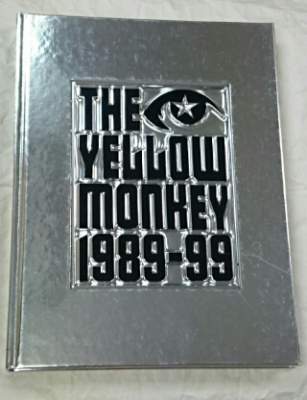 THE
YELLOW
MONKEY
1989-99